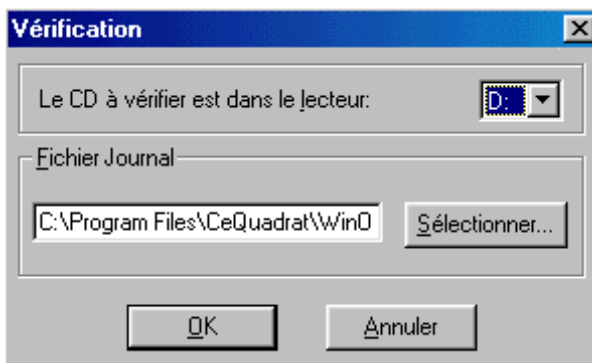 Vérification
Le CD à vérifier est dans le lecteur: D:
Fichier Journal
C:\Program Files\CeQuadrat\WinO Sélectionner...
OK Annuler